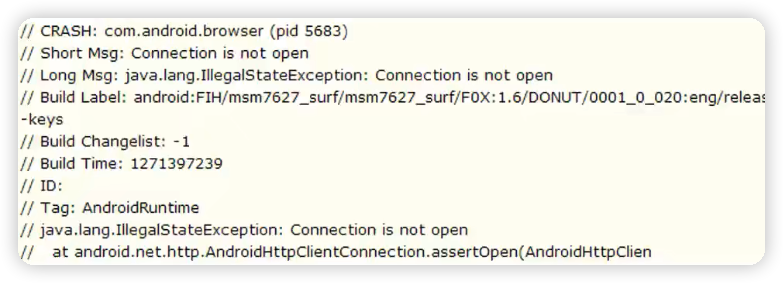 // CRASH: com.android.browser (pid 5683)
// Short Msg: Connection is not open
// Long Msg: java.lang.IllegalStateException: Connection is not open
// Build Label: android:FIH/msm7627_surf/msm7627_surf/F0X:1.6/DONUT/0001_0_020:eng/releas
-keys
// Build Changelist: -1
// Build Time: 1271397239
// ID:
// Tag: AndroidRuntime
// java.lang.IllegalStateException: Connection is not open
//   at android.net.http.AndroidHttpClientConnection.assertOpen(AndroidHttpClien